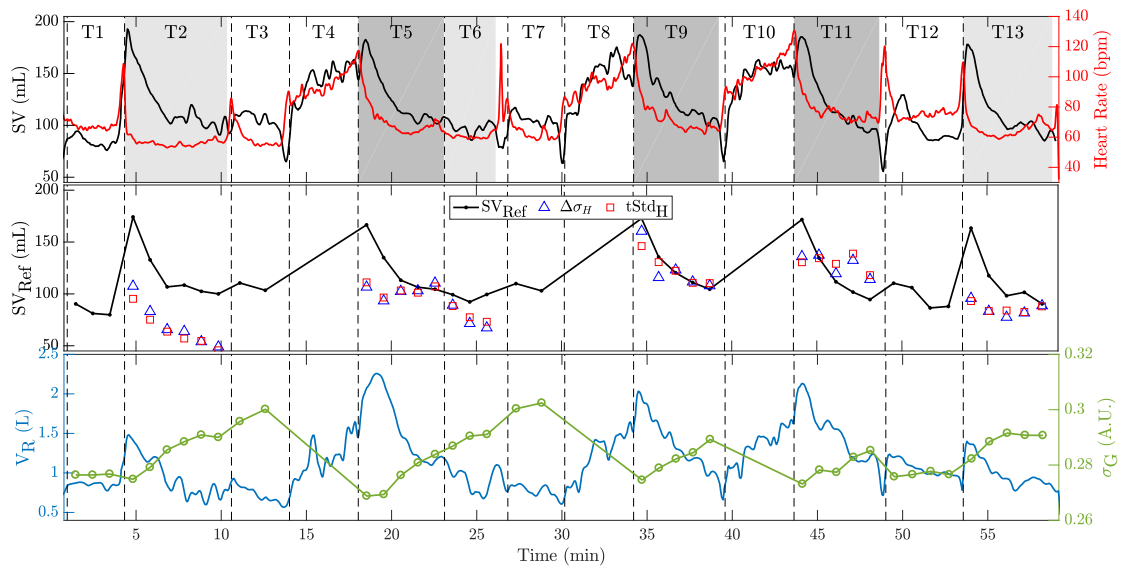 T1 T2 T3 T4 T5 T6 T7 T8 T9 T10 T11 T12 T13
200
150
100
50
SV (mL)
140
120
100
80
60
40
Heart Rate (bpm)
200
150
100
50
SV_Ref (mL)
SV_Ref Δσ_H tStd_H
2.5
2
1.5
1
0.5
V_R (L)
0.32
0.3
0.28
0.26
σ_G (A.U.)
5 10 15 20 25 30 35 40 45 50 55
Time (min)